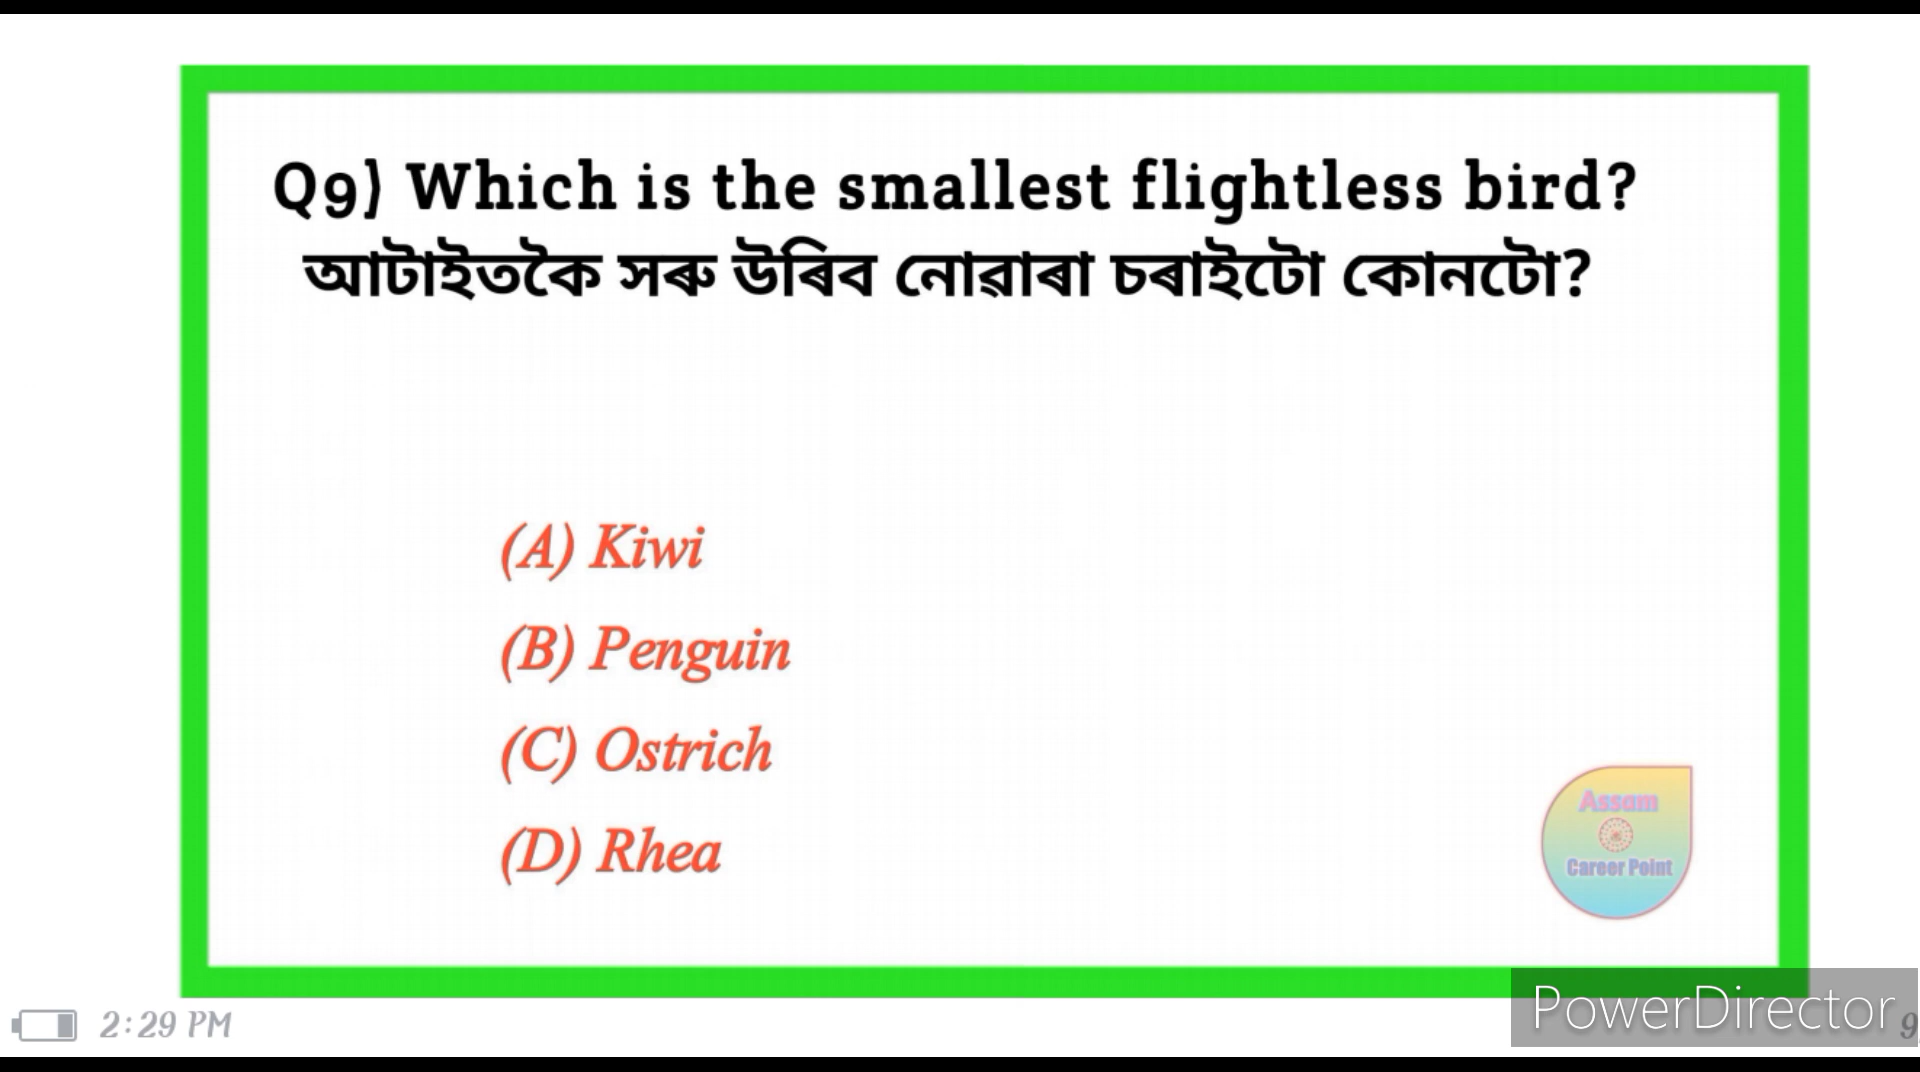 Q9) Which is the smallest flightless bird?
আটাইতকৈ সৰু উৰিব নোৱাৰা চৰাইটো কোনটো?
(A) Kiwi
(B) Penguin
(C) Ostrich
(D) Rhea
Assam
Career Point
2:29 PM
PowerDirector
9